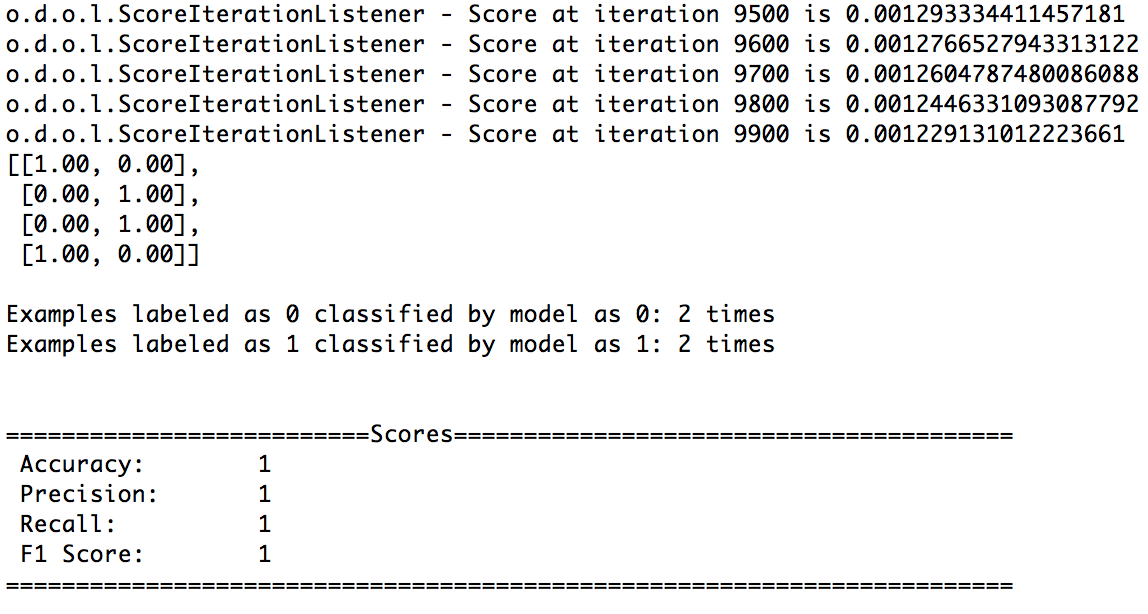 o.d.o.l.ScoreIterationListener - Score at iteration 9500 is 0.001293334411457181
o.d.o.l.ScoreIterationListener - Score at iteration 9600 is 0.0012766527943313122
o.d.o.l.ScoreIterationListener - Score at iteration 9700 is 0.0012604787480086088
o.d.o.l.ScoreIterationListener - Score at iteration 9800 is 0.0012446331093087792
o.d.o.l.ScoreIterationListener - Score at iteration 9900 is 0.001229131012223661
[[1.00, 0.00],
 [0.00, 1.00],
 [0.00, 1.00],
 [1.00, 0.00]]
Examples labeled as 0 classified by model as 0: 2 times
Examples labeled as 1 classified by model as 1: 2 times
==========================Scores========================================
 Accuracy:        1
 Precision:       1
 Recall:          1
 F1 Score:        1
========================================================================